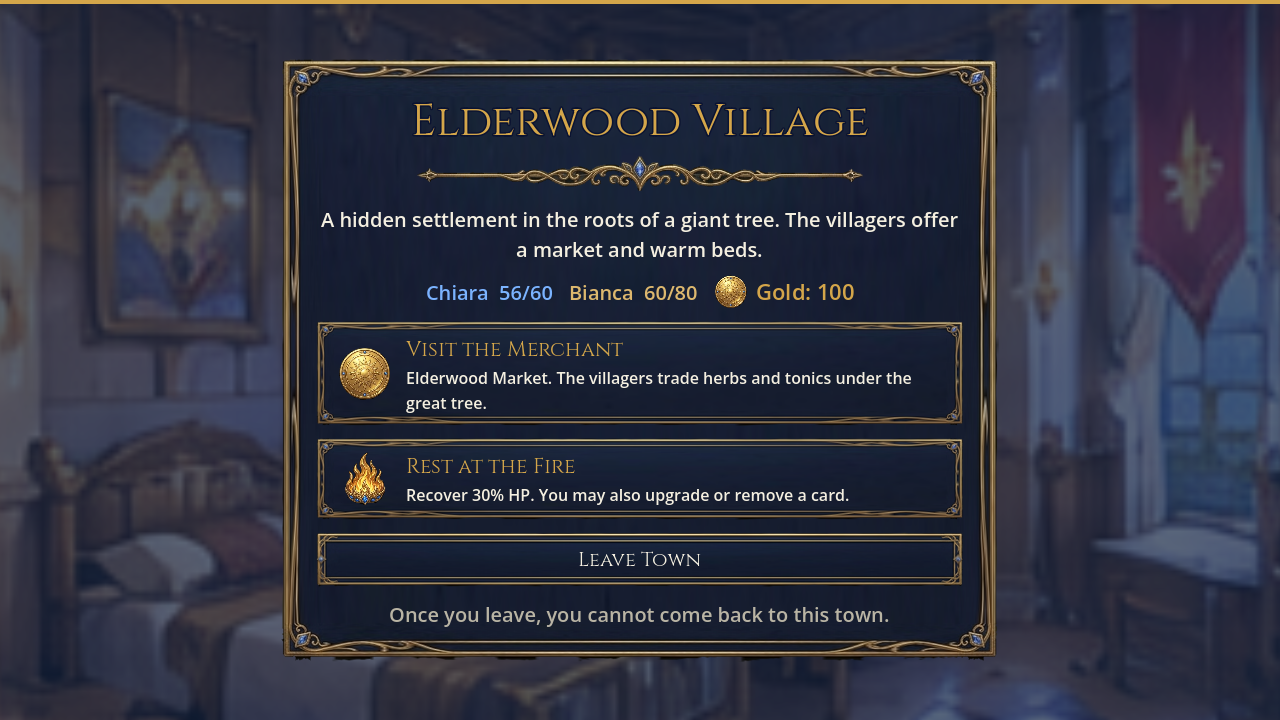 Elderwood Village
A hidden settlement in the roots of a giant tree. The villagers offer
a market and warm beds.
Chiara 56/60 Bianca 60/80 Gold: 100
Visit the Merchant
Elderwood Market. The villagers trade herbs and tonics under the
great tree.
Rest at the Fire
Recover 30% HP. You may also upgrade or remove a card.
Leave Town
Once you leave, you cannot come back to this town.